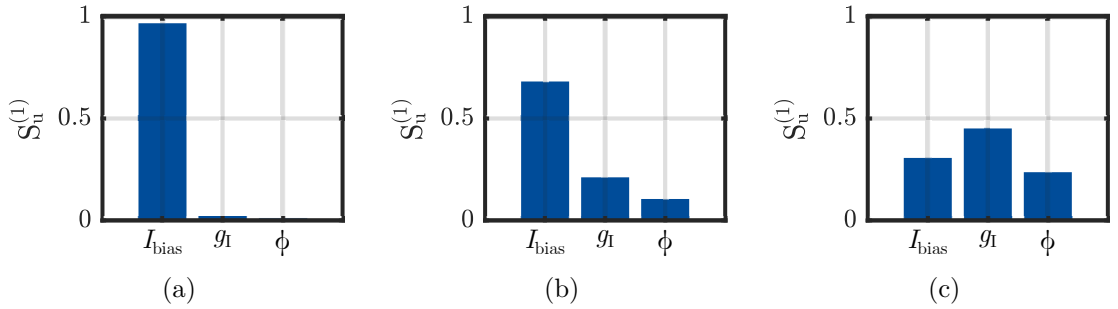 1
0.5
0
S_u^(1)
I_bias g_I ϕ
(a)
1
0.5
0
S_u^(1)
I_bias g_I ϕ
(b)
1
0.5
0
S_u^(1)
I_bias g_I ϕ
(c)